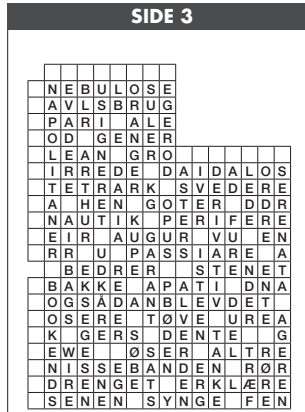 SIDE 3
NEBULOSE
AVLSBRUG
PARI ALE
OD GENER
LEAN GRO
IRREDE DAIDALOS
TETRARK SVEDERE
A HEN GOTER DDR
NAUTIK PERIFERE
EIR AUGUR VU EN
RR U PASSIARE A
BEDRER STENET
BAKKE APATI DNA
OGSÅDANBLEVDET
OSERE TØVE UREA
K GERS DENTE G
EWE ØSER ALTRE
NISSEBANDEN RØR
DRENGET ERKLÆRE
SENEN SYNGE FEN